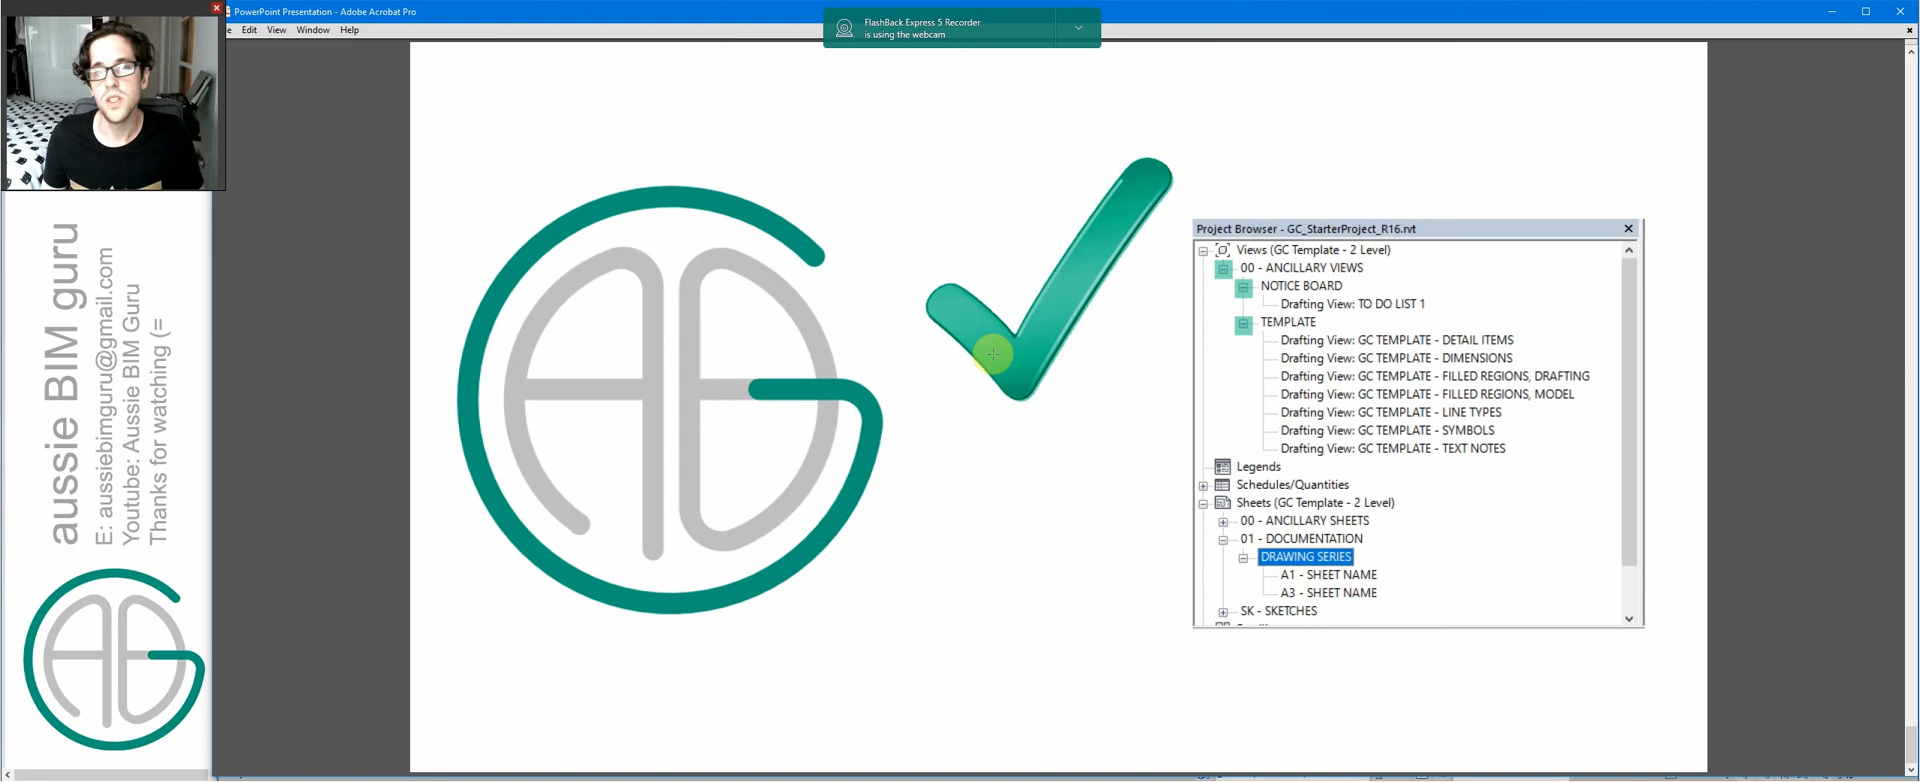 PowerPoint Presentation - Adobe Acrobat Pro
Edit View Window Help
FlashBack Express 5 Recorder
is using the webcam
aussie BIM guru
E: aussiebimguru@gmail.com
Youtube: Aussie BIM Guru
Thanks for watching (=
Project Browser - GC_StarterProject_R16.rvt
Views (GC Template - 2 Level)
00 - ANCILLARY VIEWS
NOTICE BOARD
Drafting View: TO DO LIST 1
TEMPLATE
Drafting View: GC TEMPLATE - DETAIL ITEMS
Drafting View: GC TEMPLATE - DIMENSIONS
Drafting View: GC TEMPLATE - FILLED REGIONS, DRAFTING
Drafting View: GC TEMPLATE - FILLED REGIONS, MODEL
Drafting View: GC TEMPLATE - LINE TYPES
Drafting View: GC TEMPLATE - SYMBOLS
Drafting View: GC TEMPLATE - TEXT NOTES
Legends
Schedules/Quantities
Sheets (GC Template - 2 Level)
00 - ANCILLARY SHEETS
01 - DOCUMENTATION
DRAWING SERIES
A1 - SHEET NAME
A3 - SHEET NAME
SK - SKETCHES